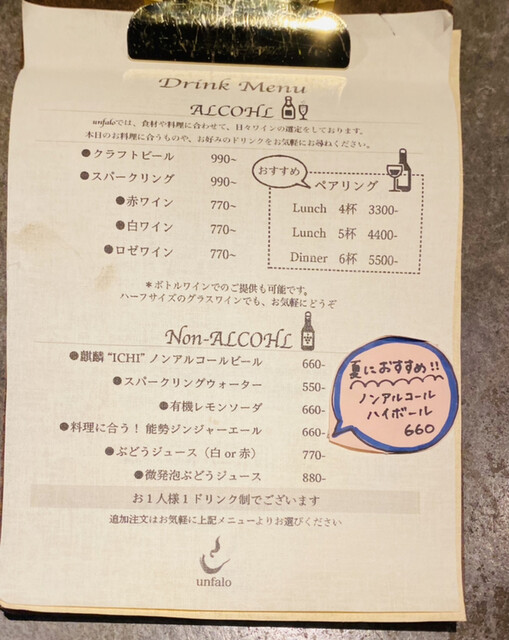 Drink Menu
ALCOHL
unfaloでは、食材や料理に合わせて、日々ワインの選定をしております。
本日のお料理に合うものや、お好みのドリンクをお気軽にお尋ねください。
●クラフトビール 990~
●スパークリング 990~
●赤ワイン 770~
●白ワイン 770~
●ロゼワイン 770~
おすすめ
ペアリング
Lunch 4杯 3300-
Lunch 5杯 4400-
Dinner 6杯 5500-
＊ボトルワインでのご提供も可能です。
ハーフサイズのグラスワインでも、お気軽にどうぞ
Non-ALCOHL
●麒麟 “ICHI” ノンアルコールビール 660-
●スパークリングウォーター 550-
●有機レモンソーダ 660-
●料理に合う！ 能勢ジンジャーエール 660-
●ぶどうジュース（白 or 赤） 770-
●微発泡ぶどうジュース 880-
夏におすすめ!!
ノンアルコール
ハイボール
660
お１人様１ドリンク制でございます
追加注文はお気軽に上記メニューよりお選びください
unfalo